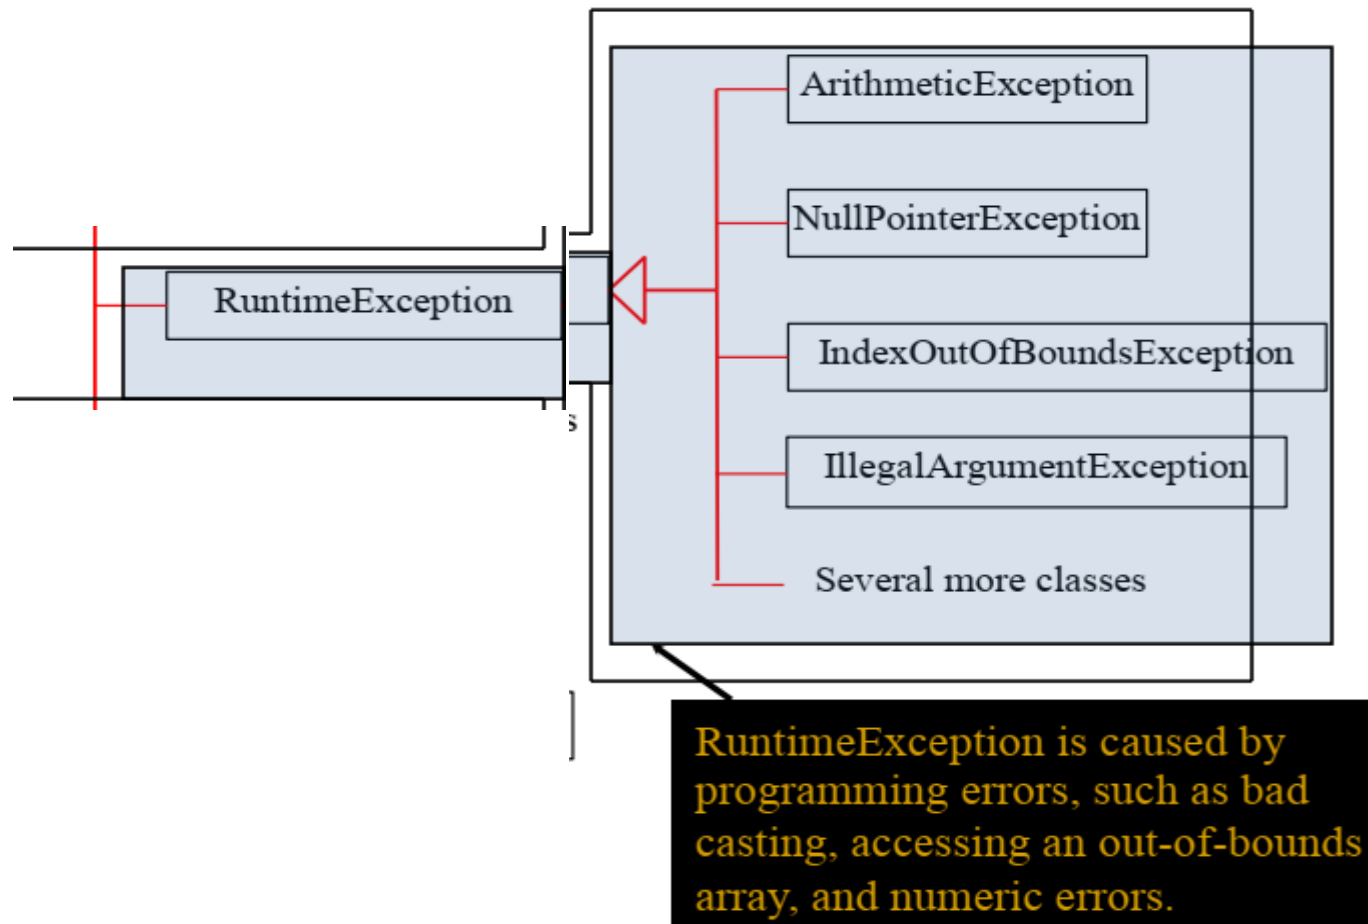 ArithmeticException
NullPointerException
RuntimeException
IndexOutOfBoundsException
s
IllegalArgumentException
Several more classes
RuntimeException is caused by
programming errors, such as bad
casting, accessing an out-of-bounds
array, and numeric errors.